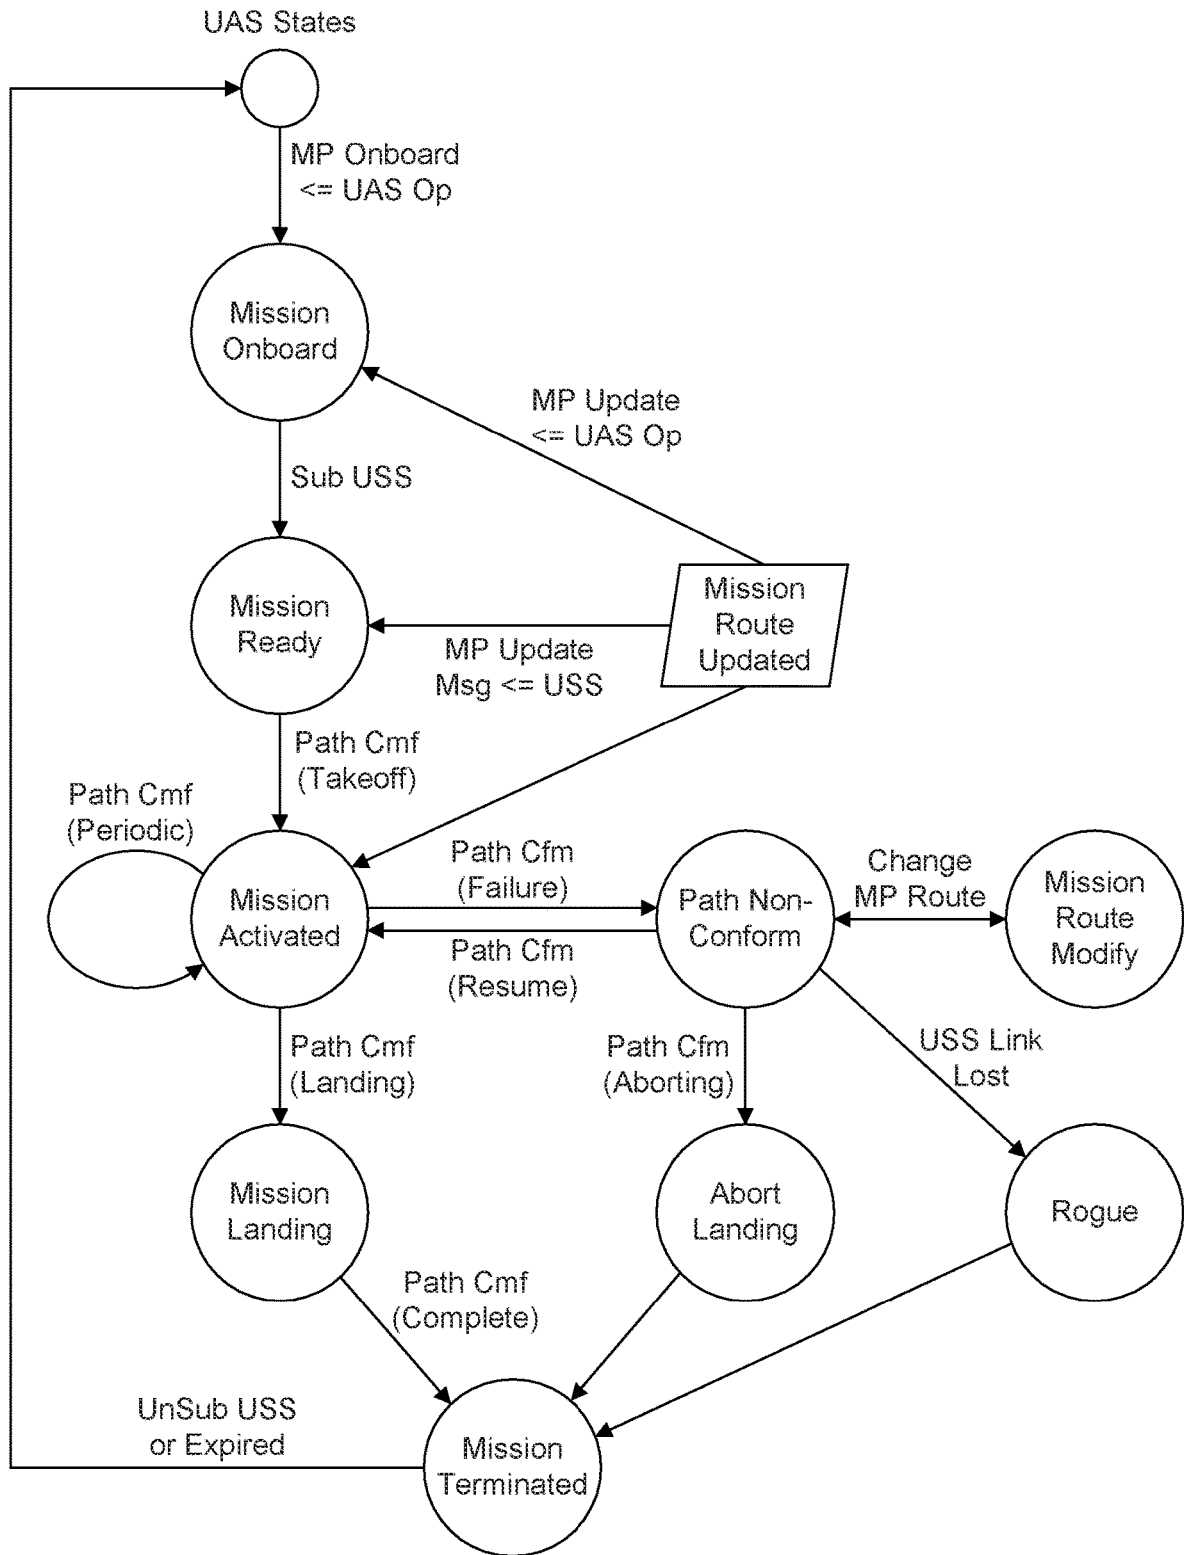 UAS States
MP Onboard
<= UAS Op
Mission
Onboard
MP Update
<= UAS Op
Sub USS
Mission
Ready
MP Update
Msg <= USS
Mission
Route
Updated
Path Cmf
(Takeoff)
Path Cmf
(Periodic)
Mission
Activated
Path Cfm
(Failure)
Path Cfm
(Resume)
Path Non-
Conform
Change
MP Route
Mission
Route
Modify
Path Cmf
(Landing)
Path Cfm
(Aborting)
USS Link
Lost
Mission
Landing
Abort
Landing
Rogue
Path Cmf
(Complete)
UnSub USS
or Expired
Mission
Terminated